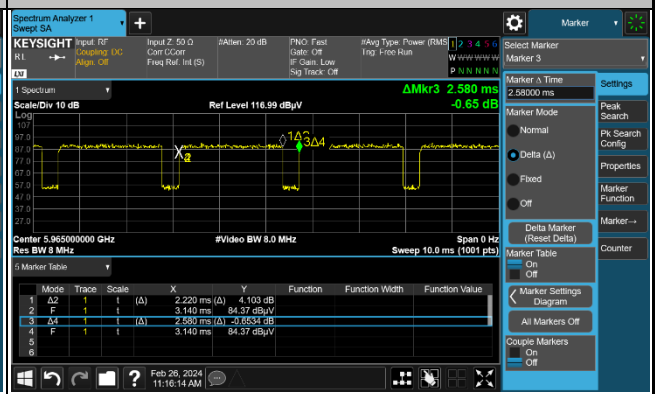 Spectrum Analyzer 1
Swept SA
+
Marker
KEYSIGHT
Input: RF
Input Z: 50 Ω
#Atten: 20 dB
PNO: Fast
#Avg Type: Power (RMS
1 2 3 4 5 6
Select Marker
RL
Coupling: DC
Corr CCorr
Gate: Off
Trig: Free Run
W W W W W W
Marker 3
Align: Off
Freq Ref: Int (S)
IF Gain: Low
P N N N N N
LXI
Sig Track: Off
1 Spectrum
ΔMkr3 2.580 ms
Marker Δ Time
Settings
Scale/Div 10 dB
Ref Level 116.99 dBµV
-0.65 dB
2.58000 ms
Log
Marker Mode
Peak Search
107
Normal
97.0
3Δ4
Pk Search Config
87.0
X
Delta (Δ)
77.0
Properties
67.0
Fixed
57.0
Marker Function
47.0
Off
37.0
Marker→
27.0
Delta Marker
(Reset Delta)
Center 5.965000000 GHz
#Video BW 8.0 MHz
Span 0 Hz
Counter
Res BW 8 MHz
Sweep 10.0 ms (1001 pts)
Marker Table
On
Off
5 Marker Table
Mode Trace Scale X Y Function Function Width Function Value
1 Δ2 1 t (Δ) 2.220 ms (Δ) 4.103 dB
2 F 1 t 3.140 ms 84.37 dBµV
3 Δ4 1 t (Δ) 2.580 ms (Δ) -0.6534 dB
4 F 1 t 3.140 ms 84.37 dBµV
5
6
Marker Settings
Diagram
All Markers Off
Couple Markers
On
Off
?
Feb 26, 2024
11:16:14 AM